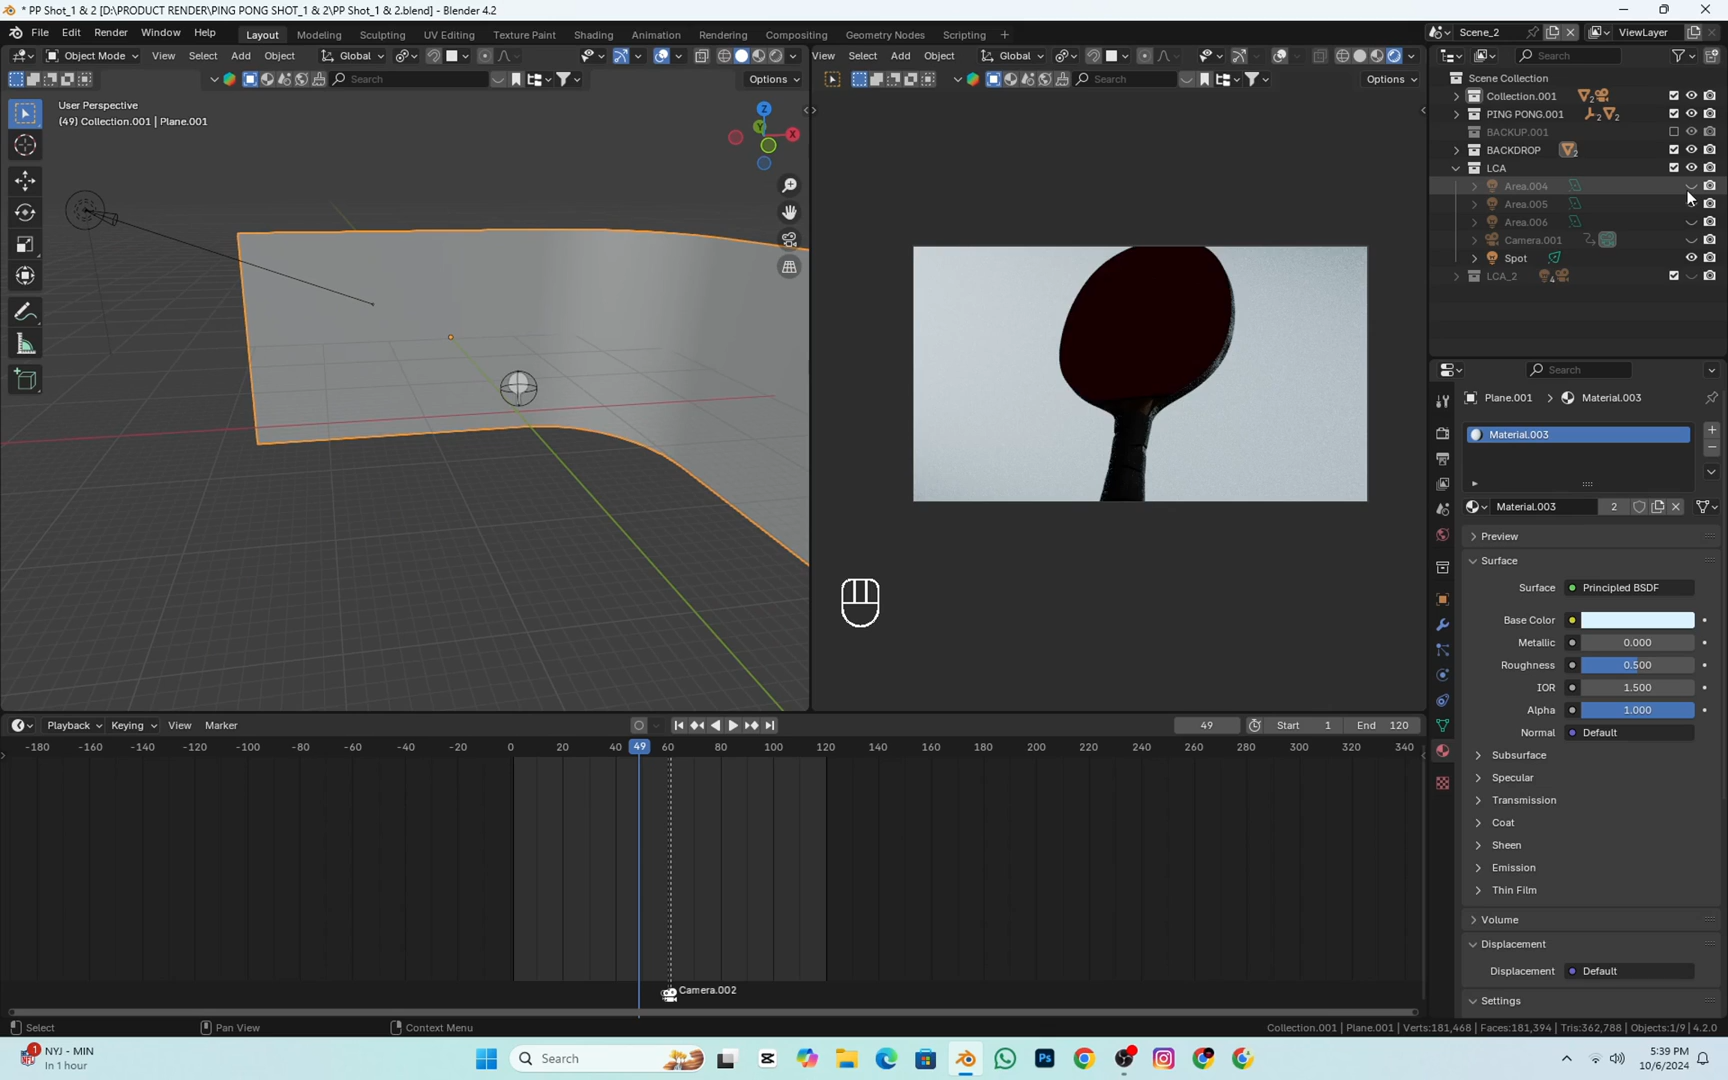 * PP Shot_1 & 2 [D:\PRODUCT RENDER\PING PONG SHOT_1 & 2\PP Shot_1 & 2.blend] - Blender 4.2
File Edit Render Window Help Layout Modeling Sculpting UV Editing Texture Paint Shading Animation Rendering Compositing Geometry Nodes Scripting + Scene_2 ViewLayer
Object Mode View Select Add Object Global View Select Add Object Global Search
Search Options Search Options
User Perspective
(49) Collection.001 | Plane.001
Z
Y
X
Scene Collection
Collection.001 2
PING PONG.001 2 2
BACKUP.001
BACKDROP 2
LCA
Area.004
Area.005
Area.006
Camera.001
Spot
LCA_2 4
Search
Plane.001 > Material.003
Material.003
Material.003 2
Preview
Surface
Surface Principled BSDF
Base Color
Metallic 0.000
Roughness 0.500
IOR 1.500
Alpha 1.000
Normal Default
Subsurface
Specular
Transmission
Coat
Sheen
Emission
Thin Film
Volume
Displacement
Displacement Default
Settings
Playback Keying View Marker 49 Start 1 End 120
-180 -160 -140 -120 -100 -80 -60 -40 -20 0 20 40 49 60 80 100 120 140 160 180 200 220 240 260 280 300 320 340
Camera.002
Select Pan View Context Menu Collection.001 | Plane.001 | Verts:181,468 | Faces:181,394 | Tris:362,788 | Objects:1/9 | 4.2.0
1 NYJ - MIN
In 1 hour
Search
Ps
5:39 PM
10/6/2024